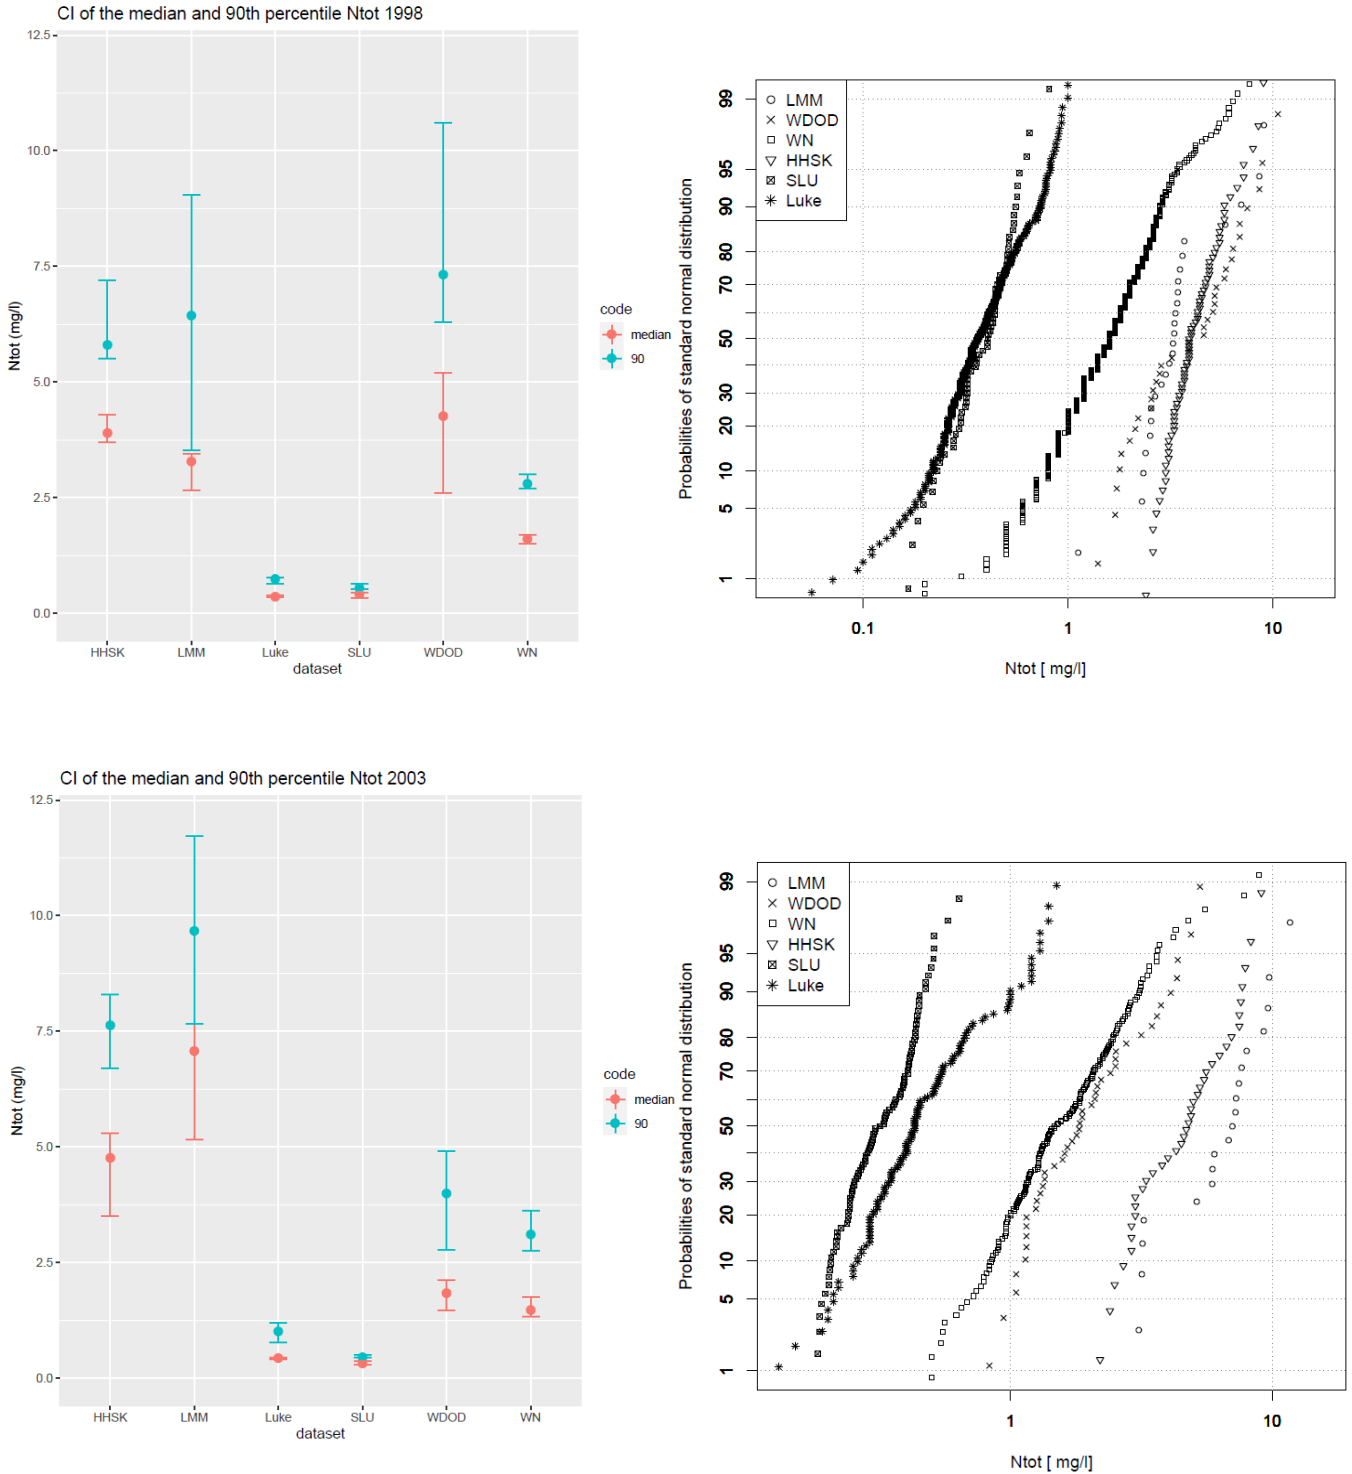 CI of the median and 90th percentile Ntot 1998
12.5
10.0
7.5
5.0
2.5
0.0
Ntot (mg/l)
HHSK LMM Luke SLU WDOD WN
dataset
code
median
90
LMM
WDOD
WN
HHSK
SLU
Luke
Probabilities of standard normal distribution
99
95
90
80
70
50
30
20
10
5
1
0.1 1 10
Ntot [ mg/l]
CI of the median and 90th percentile Ntot 2003
12.5
10.0
7.5
5.0
2.5
0.0
Ntot (mg/l)
HHSK LMM Luke SLU WDOD WN
dataset
code
median
90
LMM
WDOD
WN
HHSK
SLU
Luke
Probabilities of standard normal distribution
99
95
90
80
70
50
30
20
10
5
1
1 10
Ntot [ mg/l]